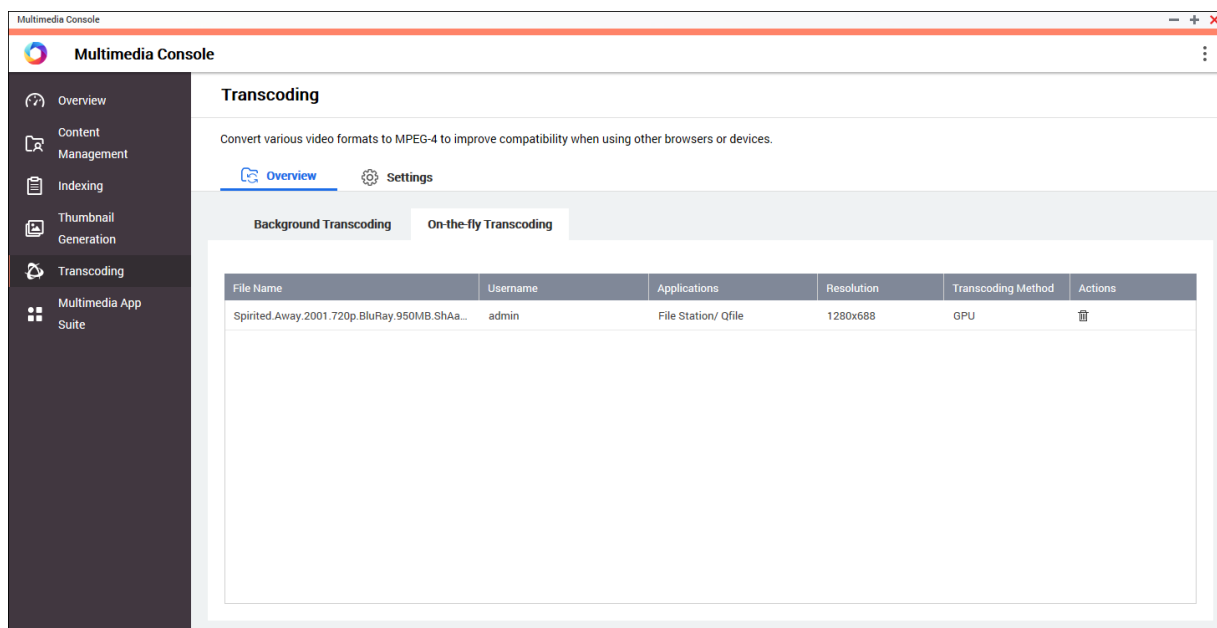 Multimedia Console
Multimedia Console
Overview
Content
Management
Indexing
Thumbnail
Generation
Transcoding
Multimedia App
Suite
Transcoding
Convert various video formats to MPEG-4 to improve compatibility when using other browsers or devices.
Overview Settings
Background Transcoding On-the-fly Transcoding
File Name Username Applications Resolution Transcoding Method Actions
Spirited.Away.2001.720p.BluRay.950MB.ShAa... admin File Station/ Qfile 1280x688 GPU